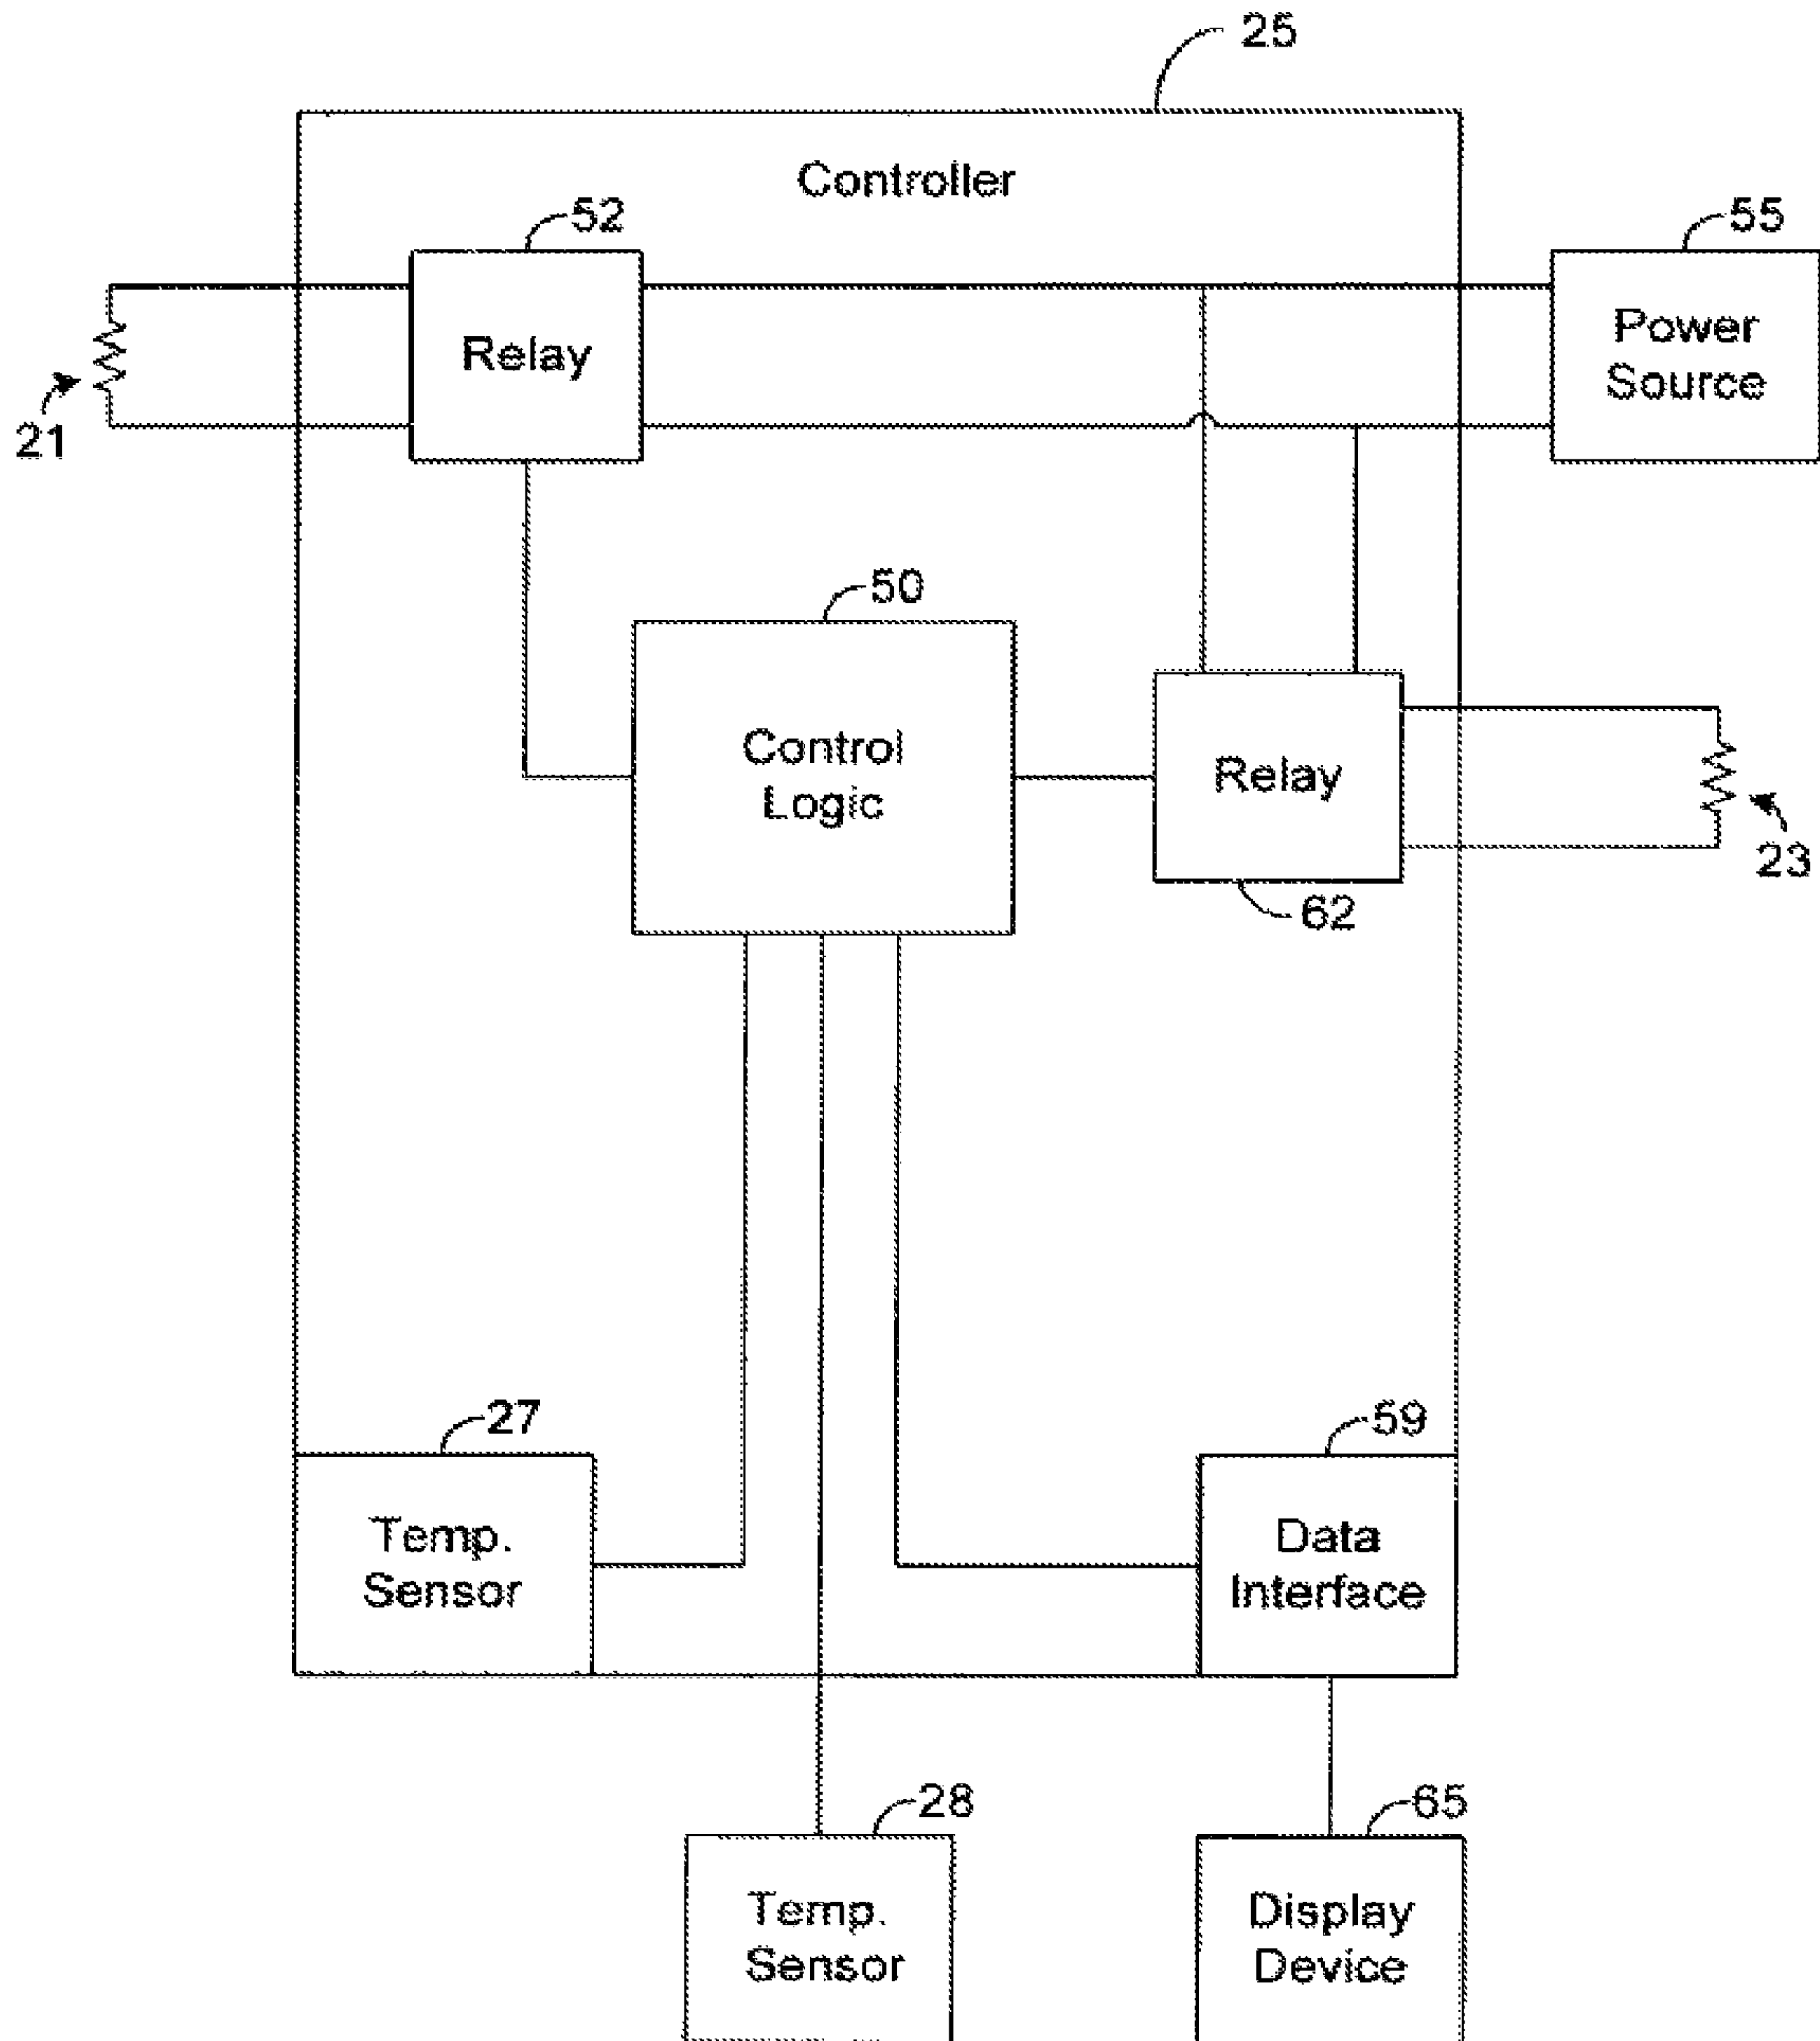 25
Controller
52
55
Relay
Power
Source
21
50
Control
Logic
Relay
23
62
27
59
Temp.
Sensor
Data
Interface
28
65
Temp.
Sensor
Display
Device